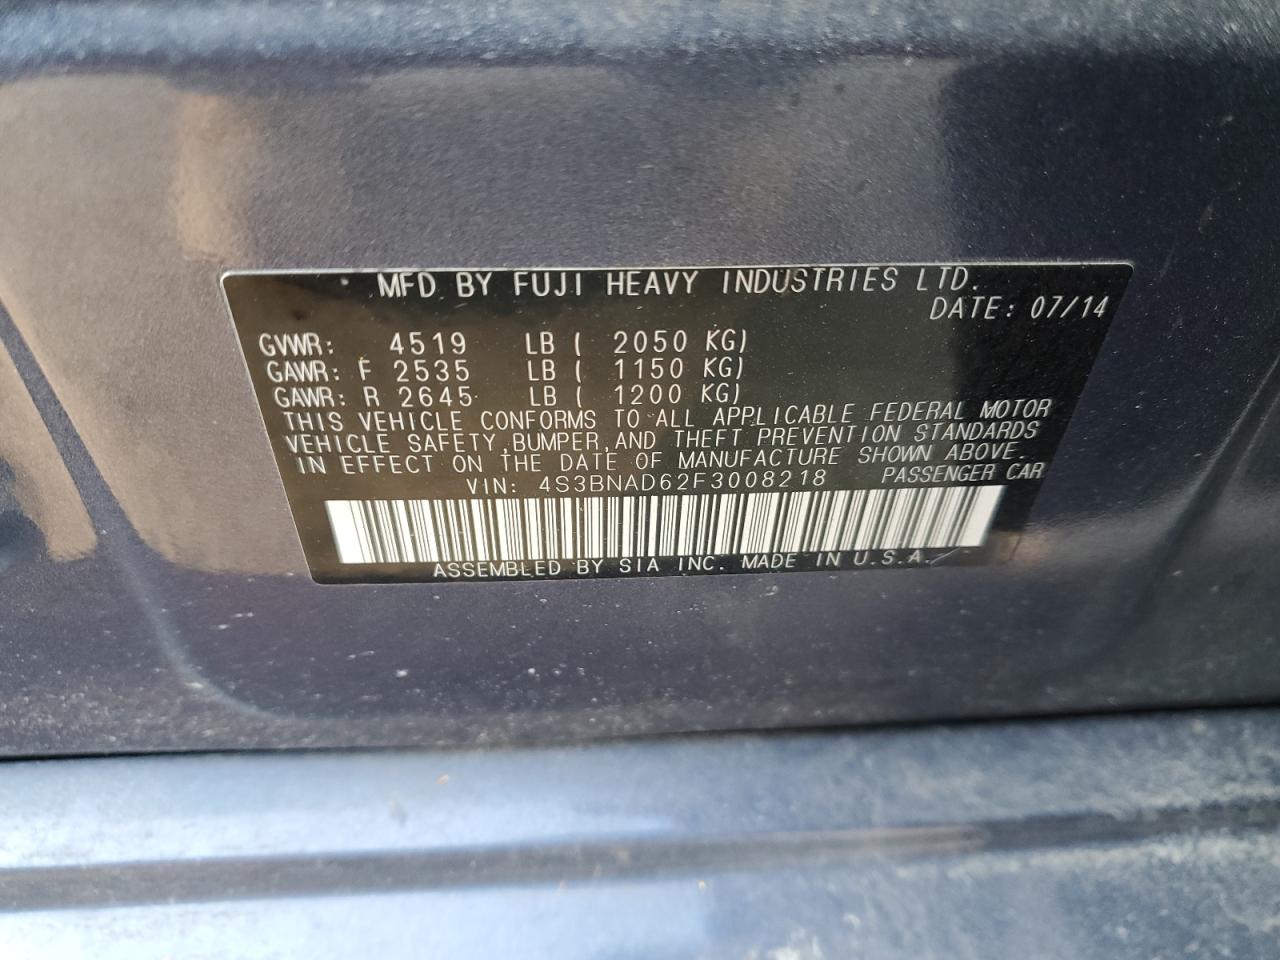 MFD. BY FUJI HEAVY INDUSTRIES LTD.
DATE: 07/14
GVWR: 4519 LB ( 2050 KG)
GAWR: F 2535 LB ( 1150 KG)
GAWR: R 2645 LB ( 1200 KG)
THIS VEHICLE CONFORMS TO ALL APPLICABLE FEDERAL MOTOR
VEHICLE SAFETY, BUMPER, AND THEFT PREVENTION STANDARDS
IN EFFECT ON THE DATE OF MANUFACTURE SHOWN ABOVE.
VIN: 4S3BNAD62F3008218 PASSENGER CAR
ASSEMBLED BY SIA INC. MADE IN U.S.A.